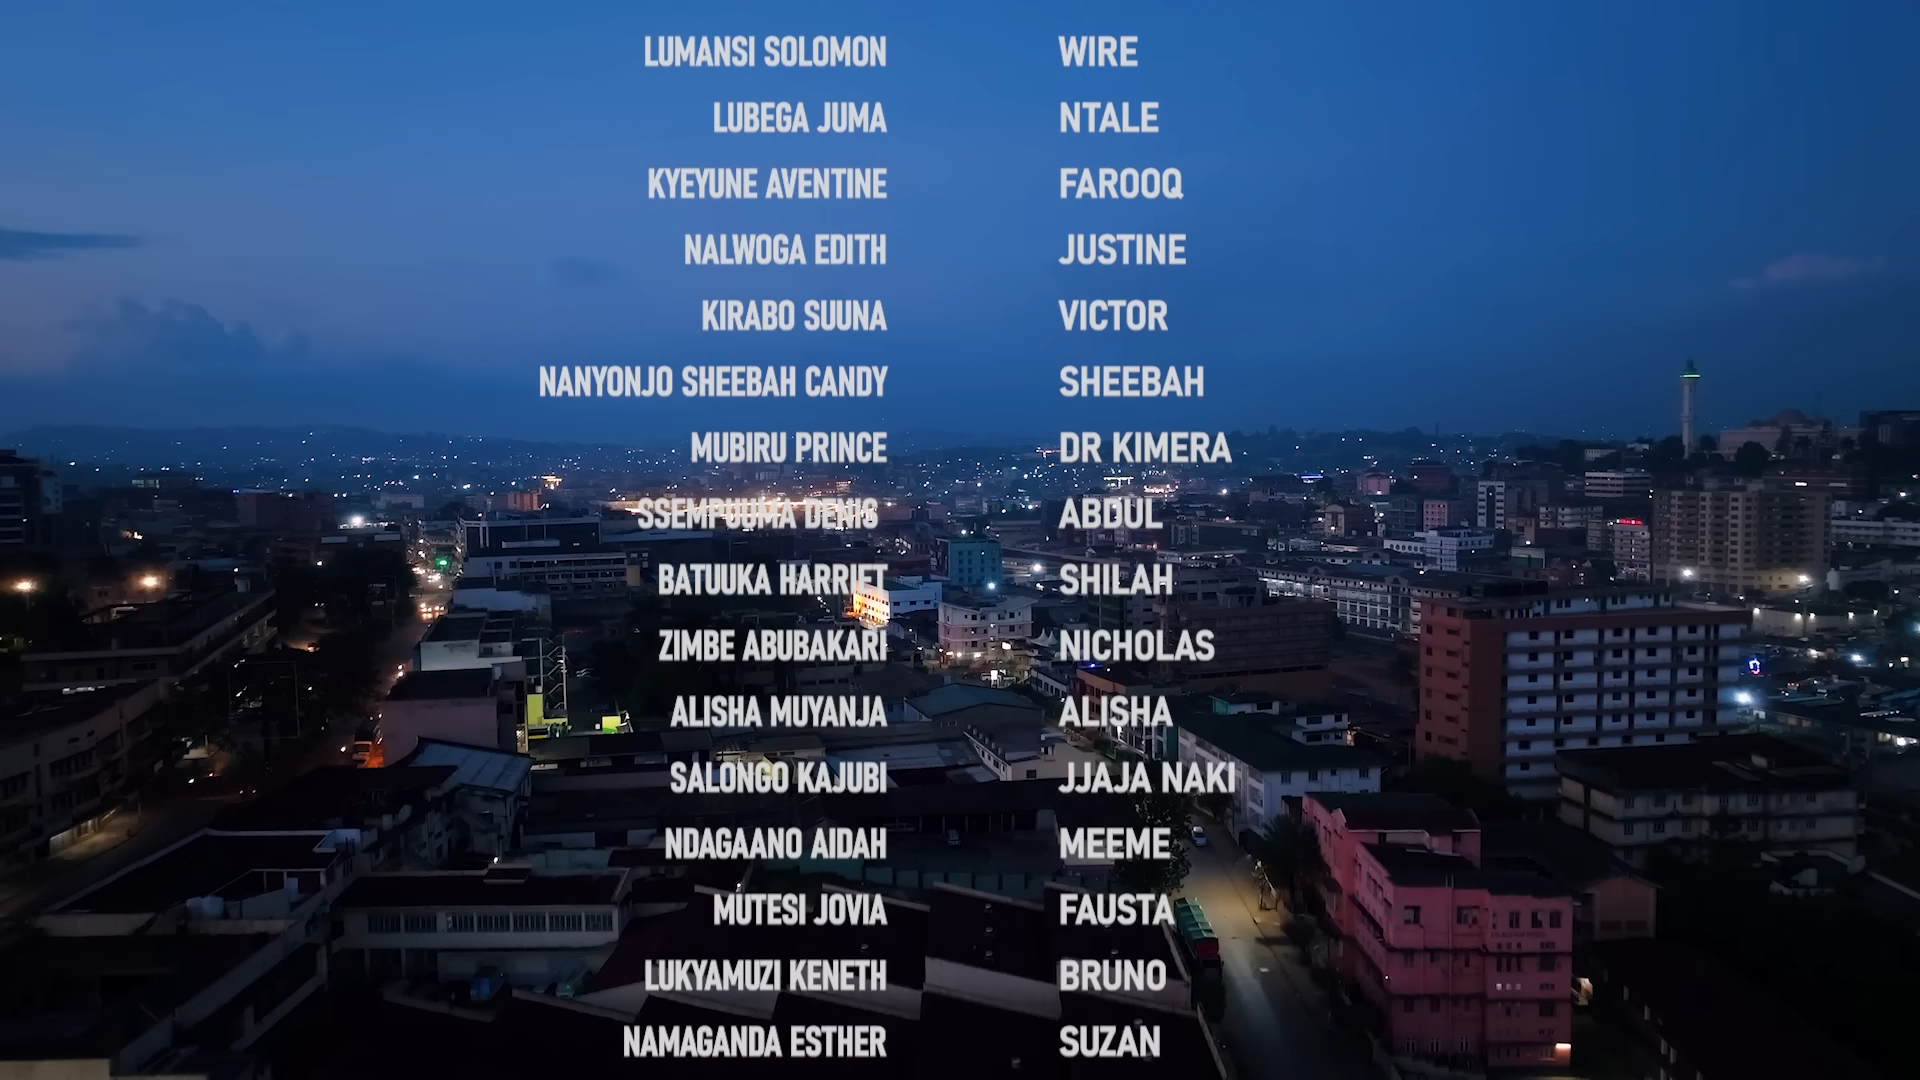 LUMANSI SOLOMON WIRE
LUBEGA JUMA NTALE
KYEYUNE AVENTINE FAROOQ
NALWOGA EDITH JUSTINE
KIRABO SUUNA VICTOR
NANYONJO SHEEBAH CANDY SHEEBAH
MUBIRU PRINCE DR KIMERA
SSEMPUUMA DENIS ABDUL
BATUUKA HARRIET SHILAH
ZIMBE ABUBAKARI NICHOLAS
ALISHA MUYANJA ALISHA
SALONGO KAJUBI JJAJA NAKI
NDAGAANO AIDAH MEEME
MUTESI JOVIA FAUSTA
LUKYAMUZI KENETH BRUNO
NAMAGANDA ESTHER SUZAN